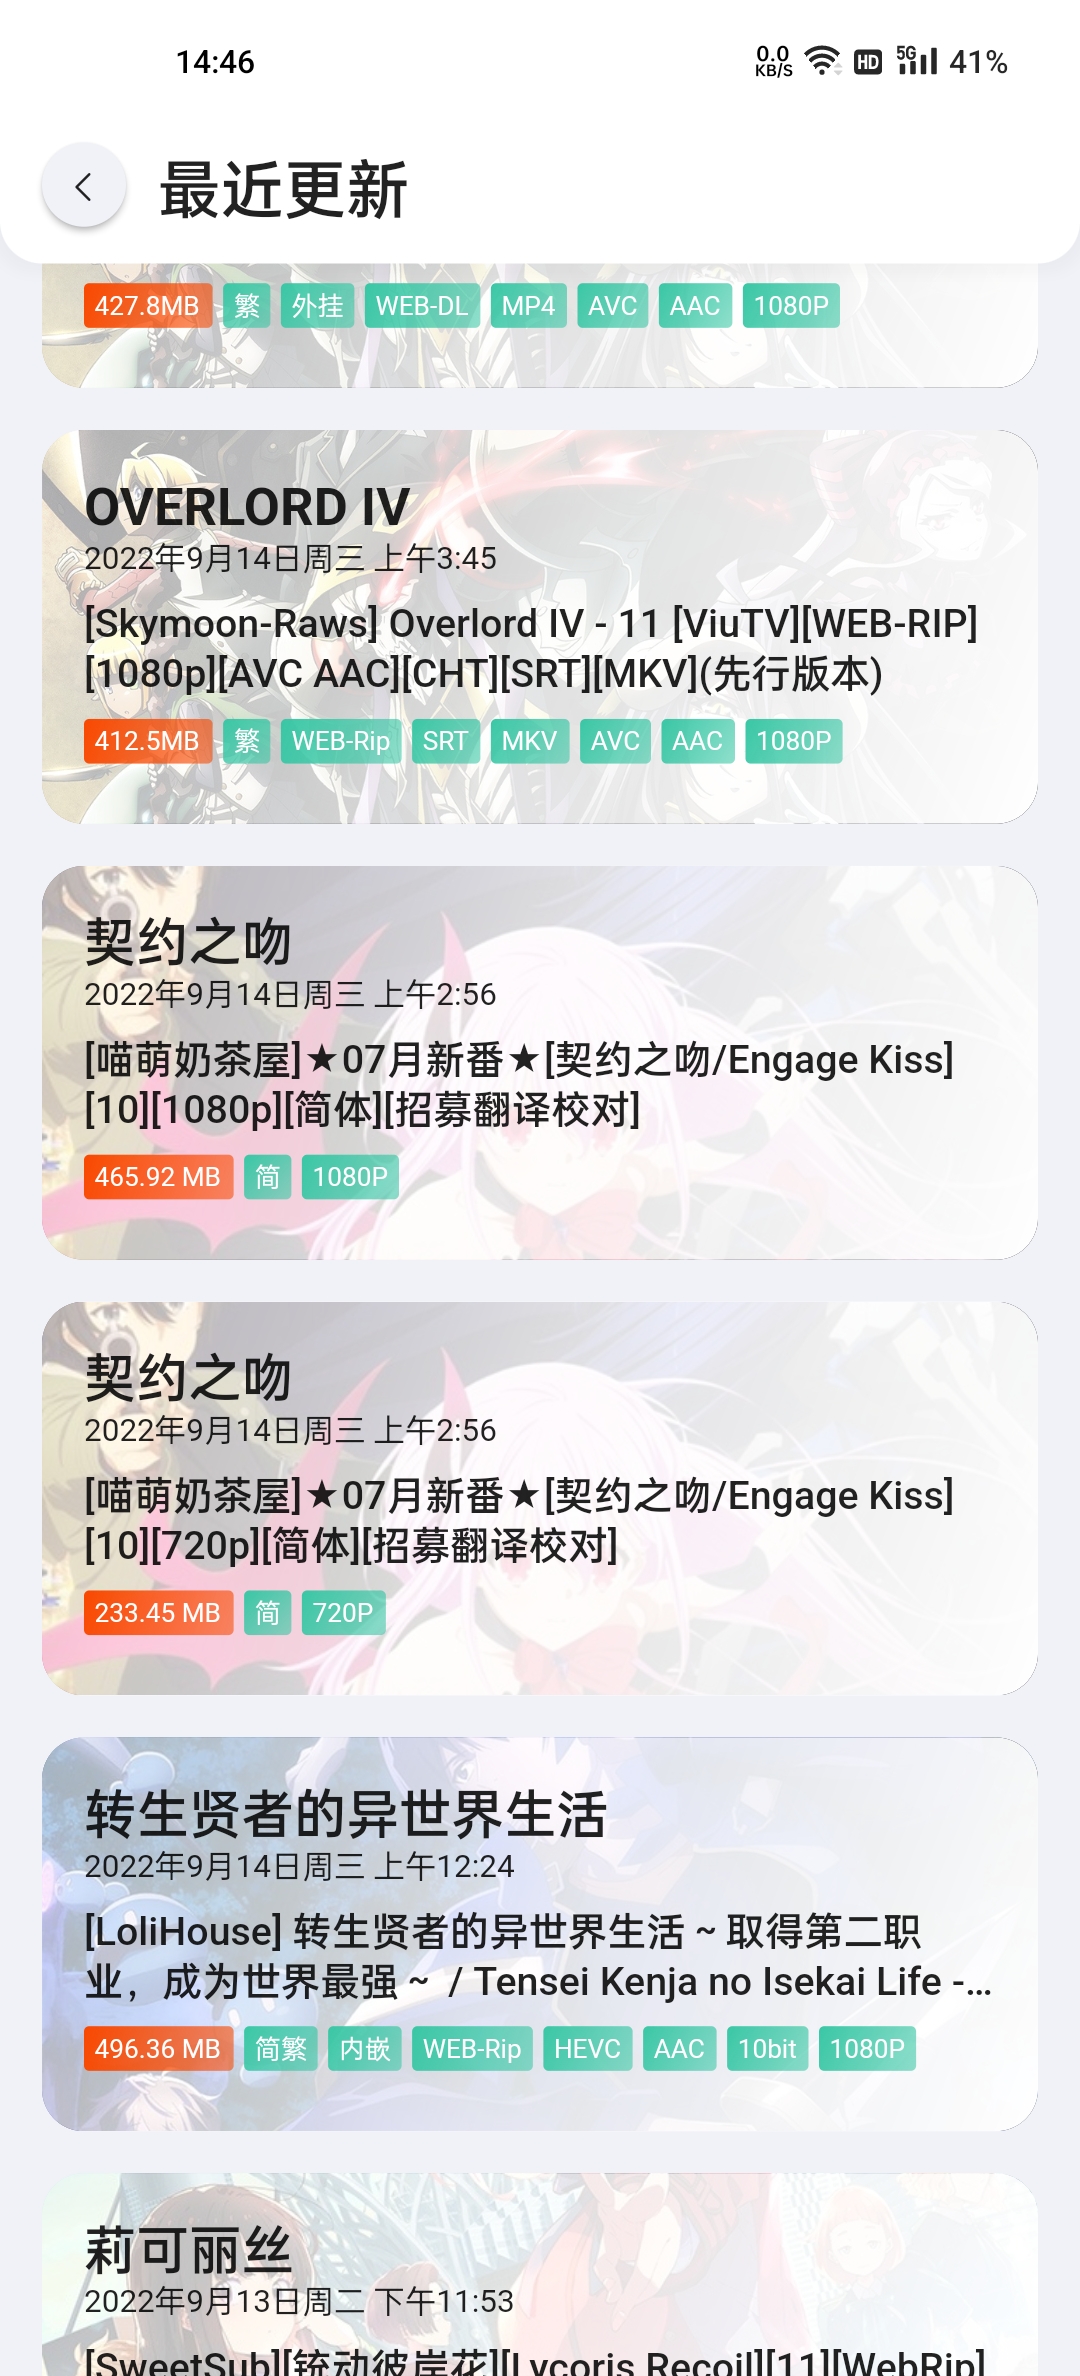 14:46
0.0 KB/S HD 5G 41%
最近更新
427.8MB 繁 外挂 WEB-DL MP4 AVC AAC 1080P
OVERLORD IV
2022年9月14日周三 上午3:45
[Skymoon-Raws] Overlord IV - 11 [ViuTV][WEB-RIP]
[1080p][AVC AAC][CHT][SRT][MKV](先行版本)
412.5MB 繁 WEB-Rip SRT MKV AVC AAC 1080P
契约之吻
2022年9月14日周三 上午2:56
[喵萌奶茶屋]★07月新番★[契约之吻/Engage Kiss]
[10][1080p][简体][招募翻译校对]
465.92 MB 简 1080P
契约之吻
2022年9月14日周三 上午2:56
[喵萌奶茶屋]★07月新番★[契约之吻/Engage Kiss]
[10][720p][简体][招募翻译校对]
233.45 MB 简 720P
转生贤者的异世界生活
2022年9月14日周三 上午12:24
[LoliHouse] 转生贤者的异世界生活 ~ 取得第二职
业，成为世界最强 ~ / Tensei Kenja no Isekai Life -...
496.36 MB 简繁 内嵌 WEB-Rip HEVC AAC 10bit 1080P
莉可丽丝
2022年9月13日周二 下午11:53
[SweetSub][铳动彼岸花][Lycoris Recoil][11][WebRip]